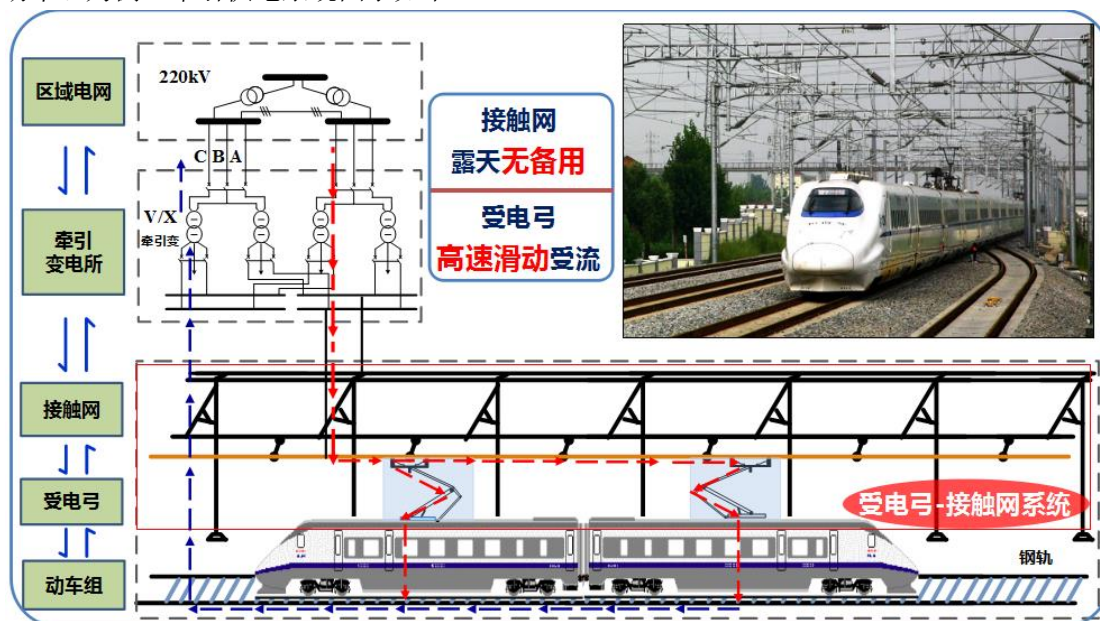 区域电网
牵引
变电所
接触网
受电弓
动车组
220kV
C B A
V/X
牵引变
接触网
露天无备用
受电弓
高速滑动受流
受电弓-接触网系统
钢轨